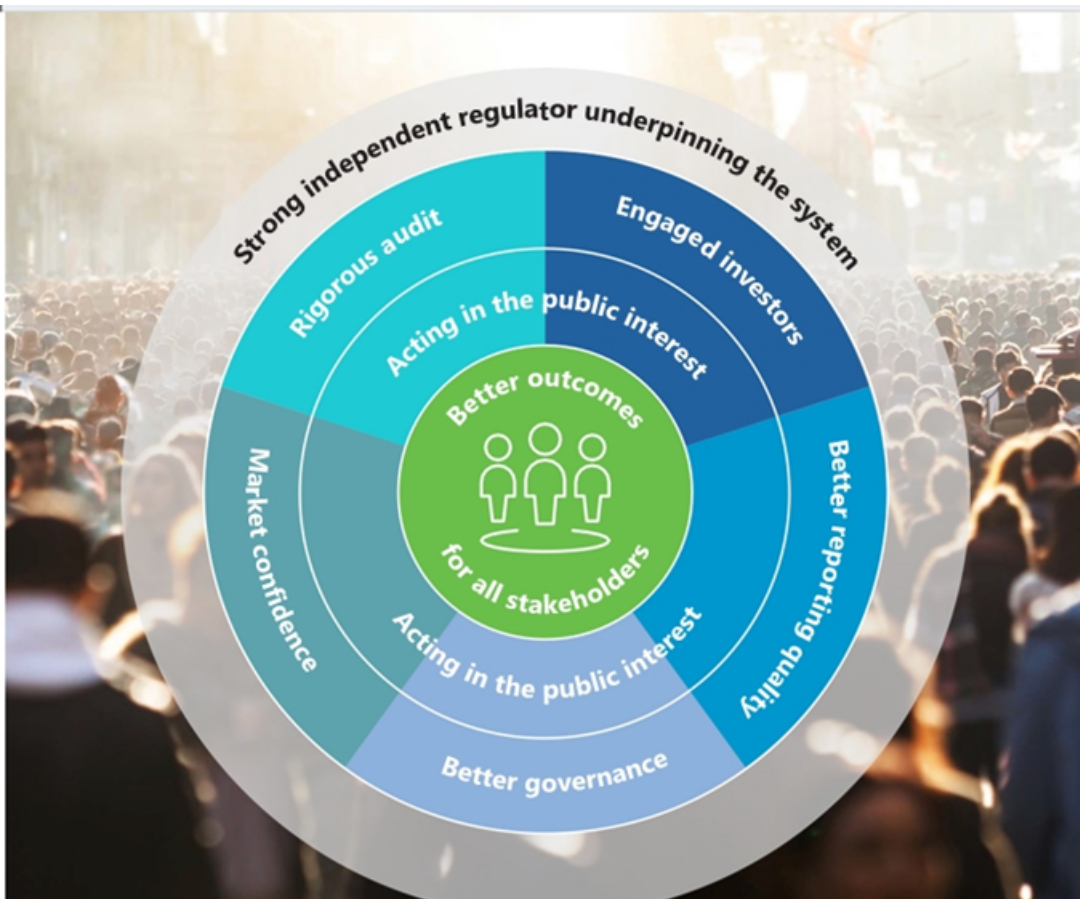 Strong independent regulator underpinning the system
Rigorous audit
Engaged investors
Acting in the public interest
Better outcomes
for all stakeholders
Market confidence
Better reporting quality
Acting in the public interest
Better governance